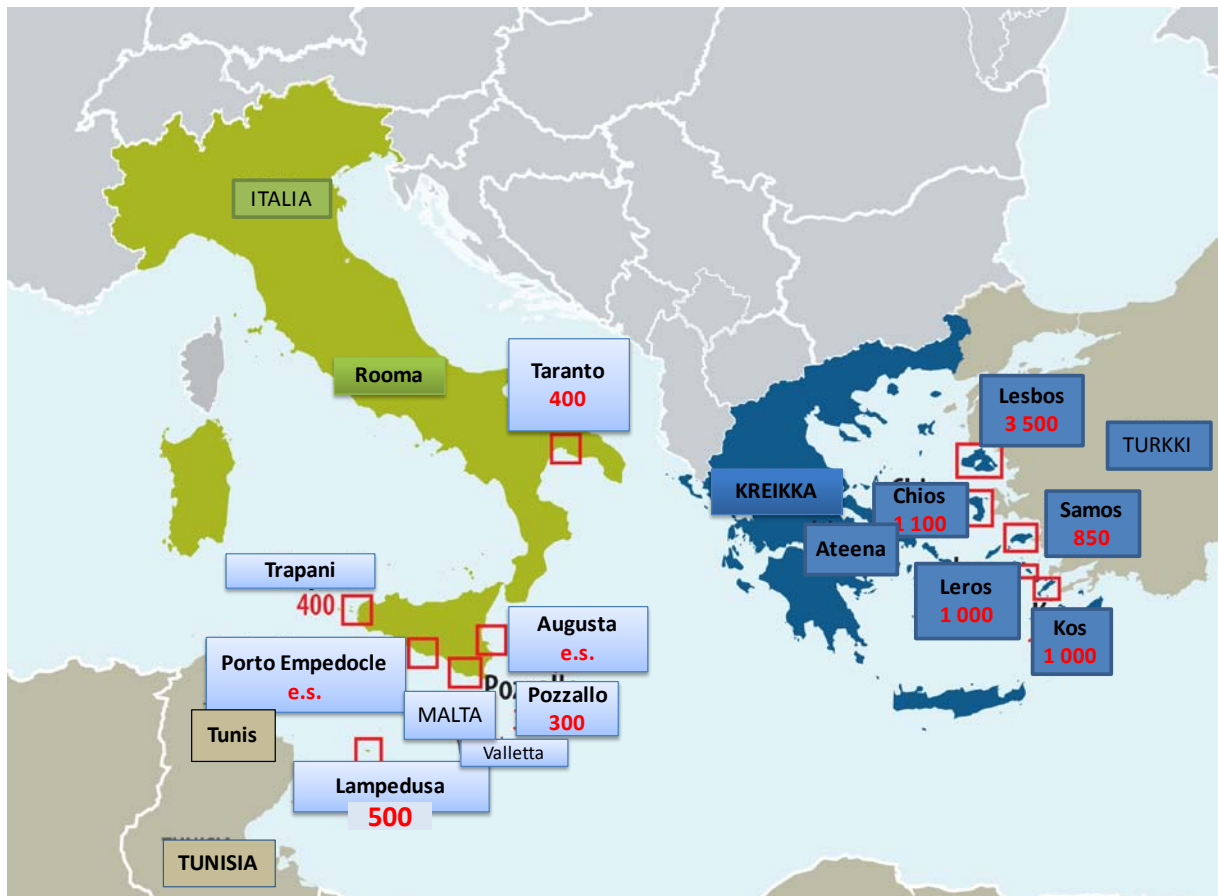 ITALIA
Rooma
Taranto
400
Lesbos
3 500
TURKKI
KREIKKA
Chios
1 100
Samos
850
Ateena
Leros
1 000
Kos
1 000
Trapani
400
Augusta
e.s.
Porto Empedocle
e.s.
Pozzallo
300
MALTA
Valletta
Tunis
Lampedusa
500
TUNISIA